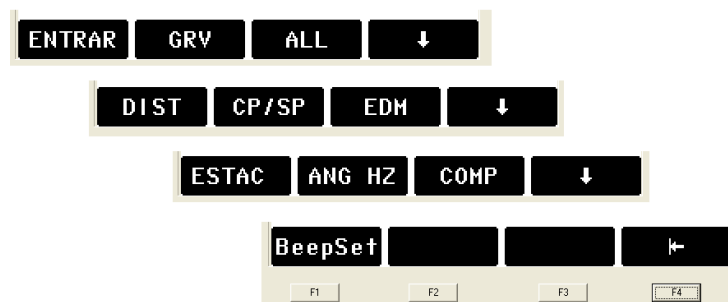 ENTRAR GRV ALL ↓
DIST CP/SP EDM ↓
ESTAC ANG HZ COMP ↓
BeepSet
F1 F2 F3 F4